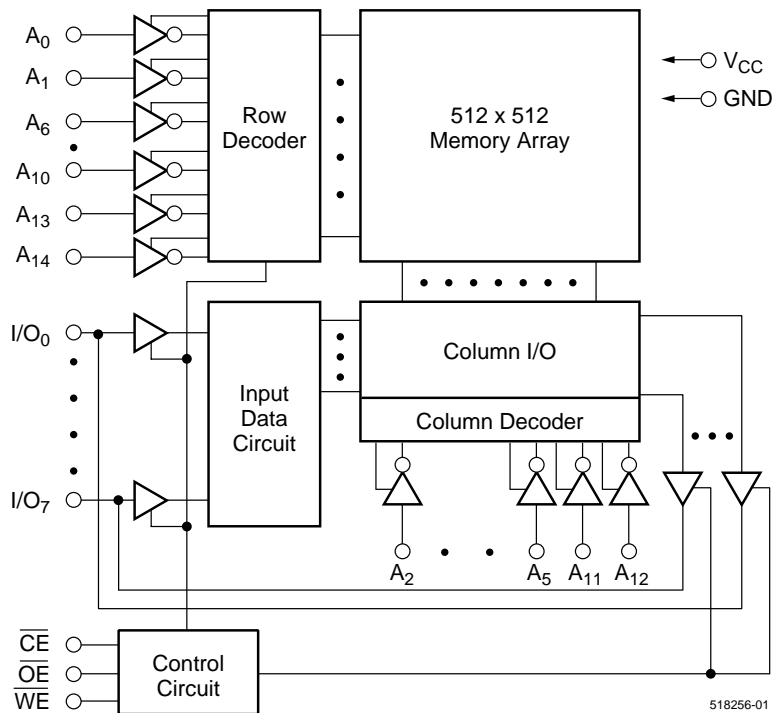 A0
A1
A6
A10
A13
A14
Row
Decoder
512 x 512
Memory Array
VCC
GND
I/O0
I/O7
Input
Data
Circuit
Column I/O
Column Decoder
A2
A5
A11
A12
CE
OE
WE
Control
Circuit
518256-01